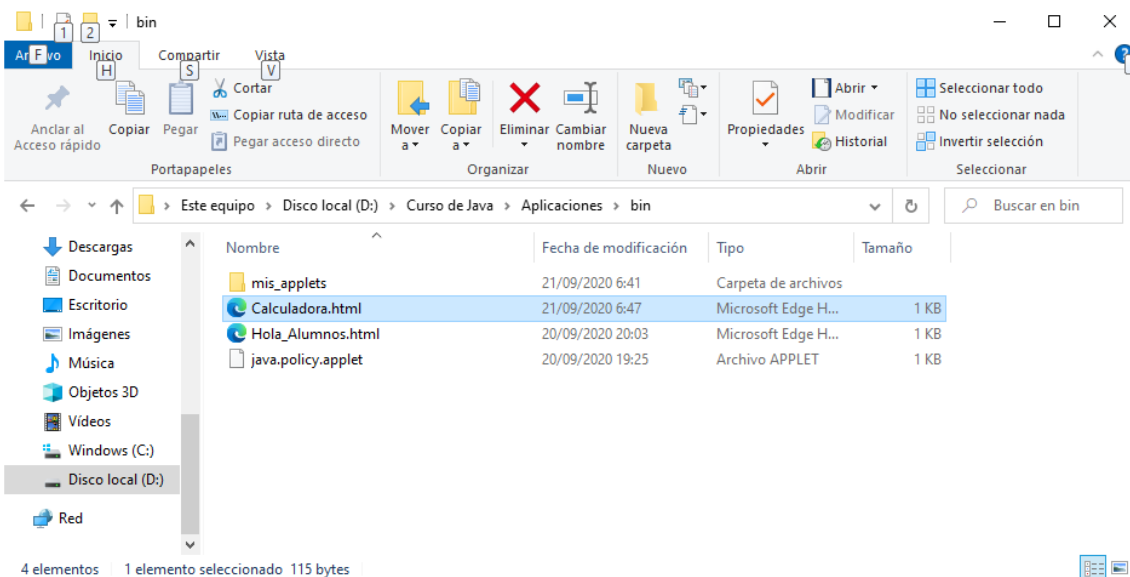 bin
1 2
Ar F vo Inicio Compartir Vista
H S V
Anclar al Acceso rápido
Copiar
Pegar
Cortar
Copiar ruta de acceso
Pegar acceso directo
Portapapeles
Mover a
Copiar a
Eliminar
Cambiar nombre
Organizar
Nueva carpeta
Nuevo
Propiedades
Abrir
Modificar
Historial
Abrir
Seleccionar todo
No seleccionar nada
Invertir selección
Seleccionar
Este equipo > Disco local (D:) > Curso de Java > Aplicaciones > bin
Buscar en bin
Descargas
Documentos
Escritorio
Imágenes
Música
Objetos 3D
Vídeos
Windows (C:)
Disco local (D:)
Red
Nombre Fecha de modificación Tipo Tamaño
mis_applets 21/09/2020 6:41 Carpeta de archivos
Calculadora.html 21/09/2020 6:47 Microsoft Edge H... 1 KB
Hola_Alumnos.html 20/09/2020 20:03 Microsoft Edge H... 1 KB
java.policy.applet 20/09/2020 19:25 Archivo APPLET 1 KB
4 elementos 1 elemento seleccionado 115 bytes